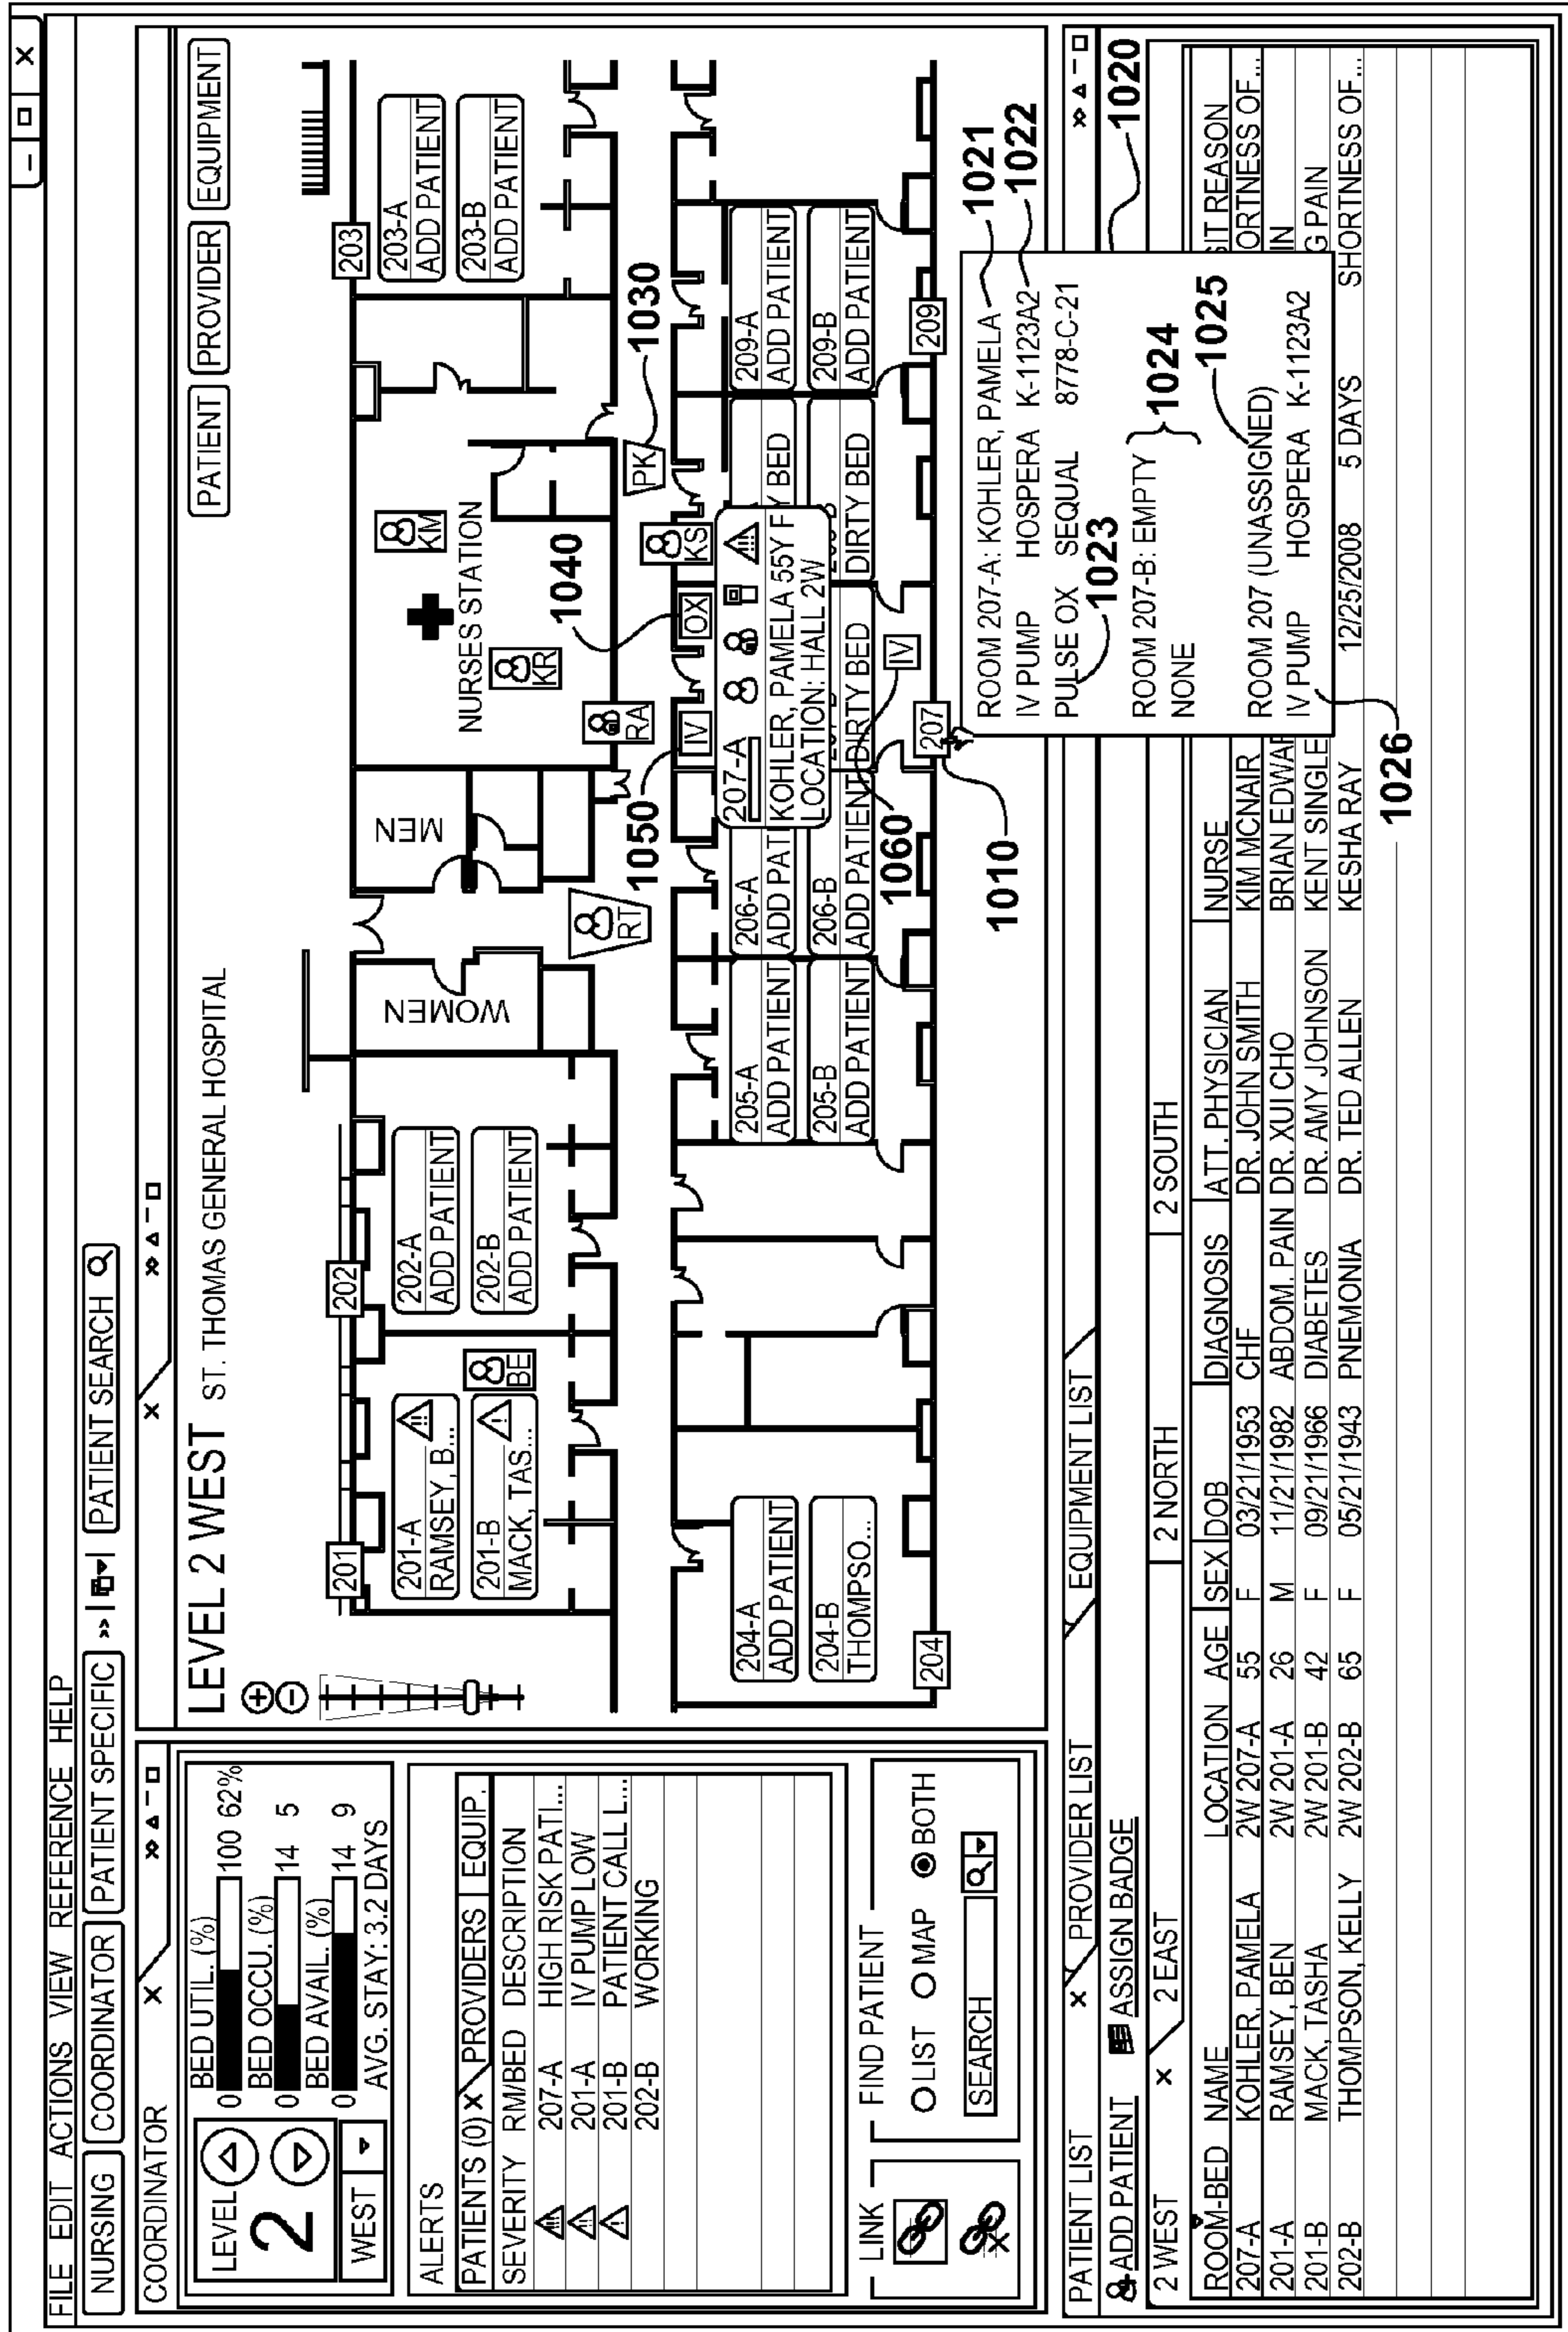 FILE EDIT ACTIONS VIEW REFERENCE HELP
NURSING COORDINATOR PATIENT SPECIFIC PATIENT SEARCH
COORDINATOR
LEVEL
2
WEST
BED UTIL. (%)
0 100 62%
BED OCCU. (%)
0 14 5
BED AVAIL. (%)
0 14 9
AVG. STAY: 3.2 DAYS
ALERTS
PATIENTS (0) X PROVIDERS EQUIP.
SEVERITY RM/BED DESCRIPTION
207-A HIGH RISK PATI...
201-A IV PUMP LOW
201-B PATIENT CALL L...
202-B WORKING
LINK
FIND PATIENT
LIST MAP BOTH
SEARCH
LEVEL 2 WEST ST. THOMAS GENERAL HOSPITAL
PATIENT PROVIDER EQUIPMENT
201
202
203
201-A
RAMSEY, B...
201-B
MACK, TAS...
BE
202-A
ADD PATIENT
202-B
ADD PATIENT
WOMEN
MEN
RT
NURSES STATION
KM
KR
RA
203-A
ADD PATIENT
203-B
ADD PATIENT
PK
1030
KS
1040
OX
1050
IV
204-A
ADD PATIENT
204-B
THOMPSO...
205-A
ADD PATIENT
205-B
ADD PATIENT
206-A
ADD PAT
206-B
ADD PATIENT
207-A
KOHLER, PAMELA 55Y F
LOCATION: HALL 2W
DIRTY BED
Y BED
DIRTY BED
209-A
ADD PATIENT
209-B
ADD PATIENT
IV
1060
204
207
209
1010
ROOM 207-A: KOHLER, PAMELA
IV PUMP HOSPERA K-1123A2
PULSE OX SEQUAL 8778-C-21
ROOM 207-B: EMPTY
NONE
ROOM 207 (UNASSIGNED)
IV PUMP HOSPERA K-1123A2
1021
1022
1023
1024
1025
1026
1020
PATIENT LIST X PROVIDER LIST EQUIPMENT LIST
ADD PATIENT ASSIGN BADGE
2 WEST X 2 EAST 2 NORTH 2 SOUTH
ROOM-BED NAME LOCATION AGE SEX DOB DIAGNOSIS ATT. PHYSICIAN NURSE SIT REASON
207-A KOHLER, PAMELA 2W 207-A 55 F 03/21/1953 CHF DR. JOHN SMITH KIM MCNAIR ORTNESS OF...
201-A RAMSEY, BEN 2W 201-A 26 M 11/21/1982 ABDOM. PAIN DR. XUI CHO BRIAN EDWAR IN
201-B MACK, TASHA 2W 201-B 42 F 09/21/1966 DIABETES DR. AMY JOHNSON KENT SINGLE G PAIN
202-B THOMPSON, KELLY 2W 202-B 65 F 05/21/1943 PNEMONIA DR. TED ALLEN KESHA RAY 12/25/2008 5 DAYS SHORTNESS OF...